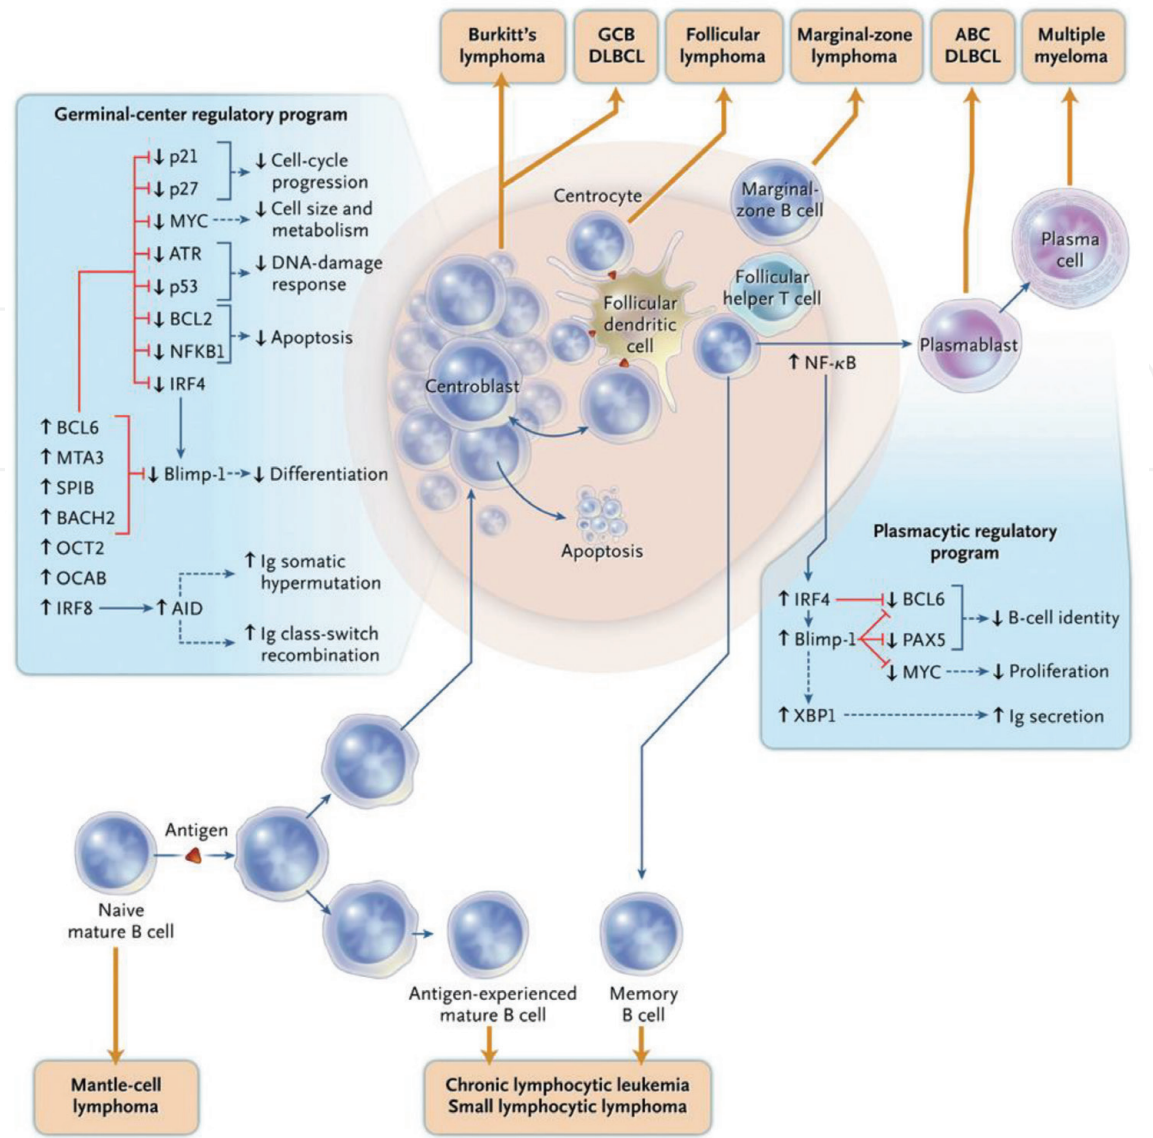 Burkitt's
lymphoma
GCB
DLBCL
Follicular
lymphoma
Marginal-zone
lymphoma
ABC
DLBCL
Multiple
myeloma
Germinal-center regulatory program
↓ p21
↓ p27
↓ Cell-cycle
progression
↓ MYC
↓ Cell size and
metabolism
↓ ATR
↓ p53
↓ DNA-damage
response
↓ BCL2
↓ NFKB1
↓ Apoptosis
↓ IRF4
↑ BCL6
↑ MTA3
↑ SPIB
↑ BACH2
↑ OCT2
↑ OCAB
↑ IRF8
↓ Blimp-1
↓ Differentiation
↑ AID
↑ Ig somatic
hypermutation
↑ Ig class-switch
recombination
Centrocyte
Marginal-
zone B cell
Follicular
helper T cell
Follicular
dendritic
cell
Centroblast
Apoptosis
↑ NF-κB
Plasmablast
Plasma
cell
Plasmacytic regulatory
program
↑ IRF4
↓ BCL6
↑ Blimp-1
↓ PAX5
↓ B-cell identity
↓ MYC
↓ Proliferation
↑ XBP1
↑ Ig secretion
Antigen
Naive
mature B cell
Antigen-experienced
mature B cell
Memory
B cell
Mantle-cell
lymphoma
Chronic lymphocytic leukemia
Small lymphocytic lymphoma